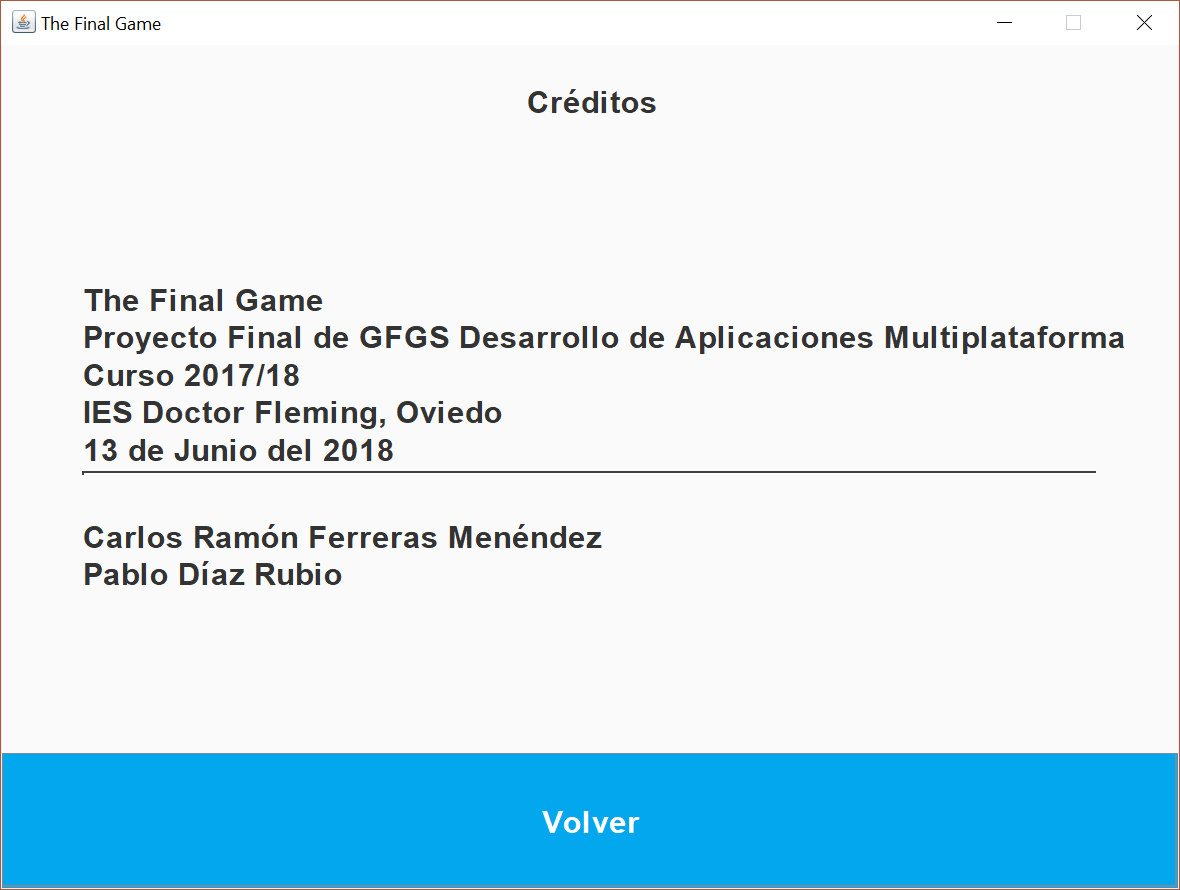 The Final Game
Créditos
The Final Game
Proyecto Final de GFGS Desarrollo de Aplicaciones Multiplataforma
Curso 2017/18
IES Doctor Fleming, Oviedo
13 de Junio del 2018
Carlos Ramón Ferreras Menéndez
Pablo Díaz Rubio
Volver